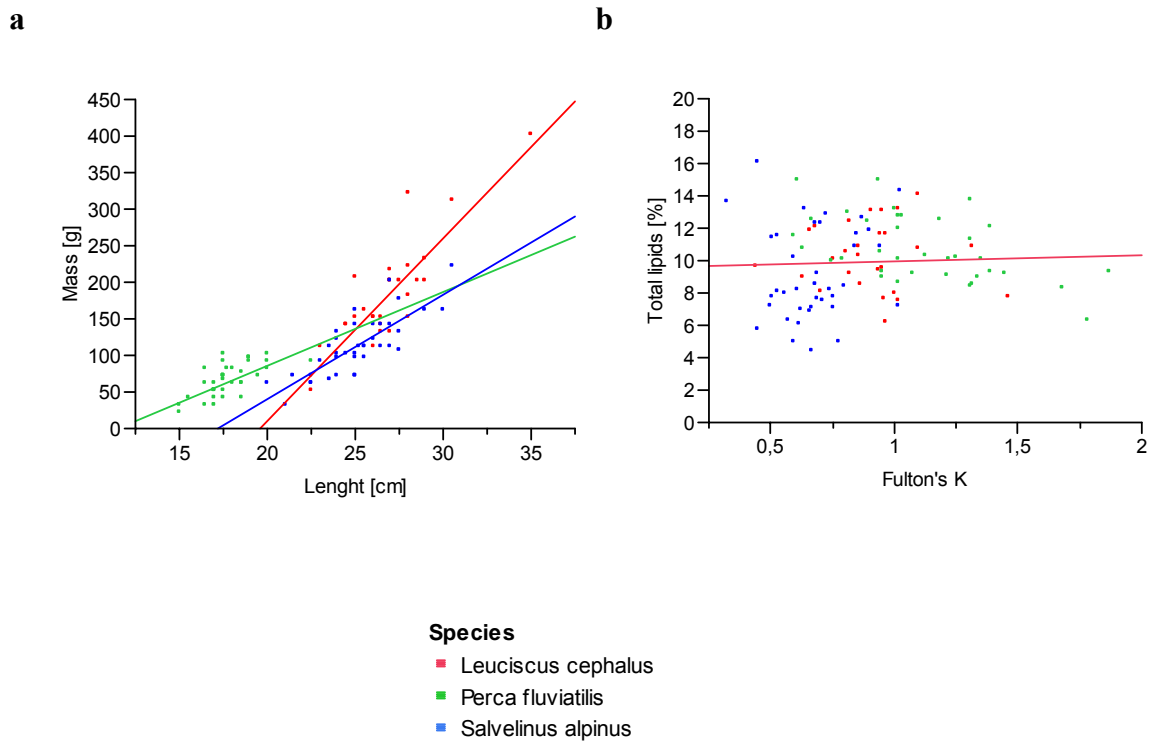 a
b
450
400
350
300
250
200
150
100
50
0
Mass [g]
15 20 25 30 35
Lenght [cm]
20
18
16
14
12
10
8
6
4
2
0
Total lipids [%]
0,5 1 1,5 2
Fulton's K
Species
Leuciscus cephalus
Perca fluviatilis
Salvelinus alpinus